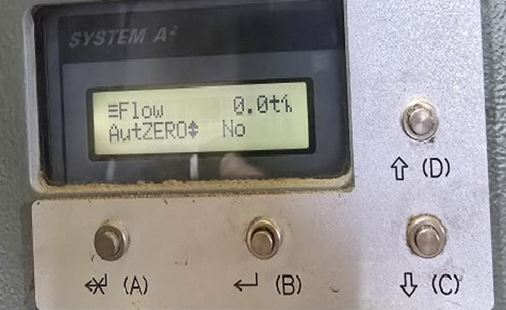 SYSTEM A²
≡Flow 0.0t/h
AutZERO⬍ No
⇧ (D)
(A)
↵ (B)
⇩ (C)